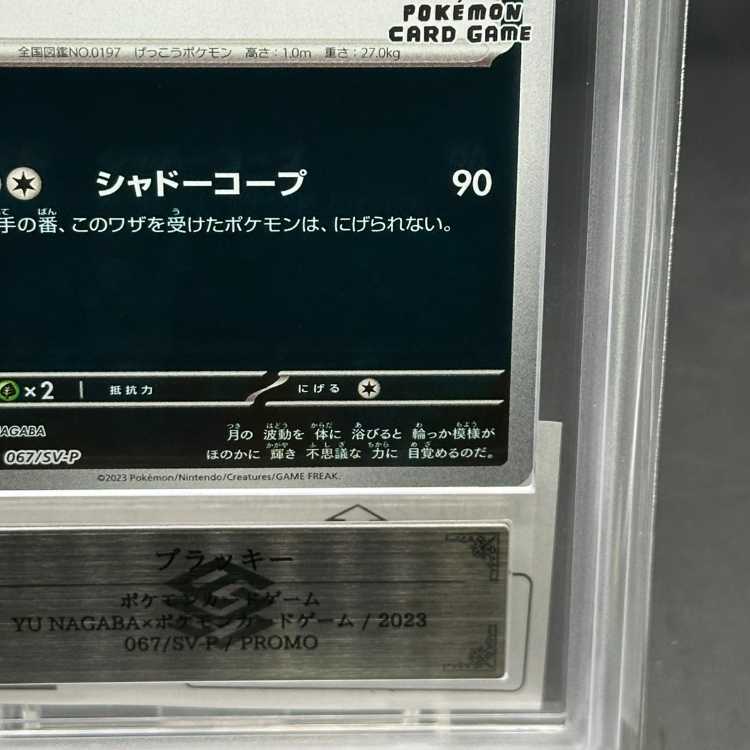 POKÉMON
CARD GAME
全国図鑑NO.0197 げっこうポケモン 高さ：1.0m 重さ：27.0kg
シャドーコープ 90
手の番、このワザを受けたポケモンは、にげられない。
×2 抵抗力 にげる
NAGABA
月の 波動を 体に 浴びると 輪っか模様が
067/SV-P
ほのかに 輝き 不思議な 力に 目覚めるのだ。
©2023 Pokémon/Nintendo/Creatures/GAME FREAK.
ブラッキー
ポケモンカードゲーム
YU NAGABA×ポケモンカードゲーム / 2023
067/SV-P / PROMO